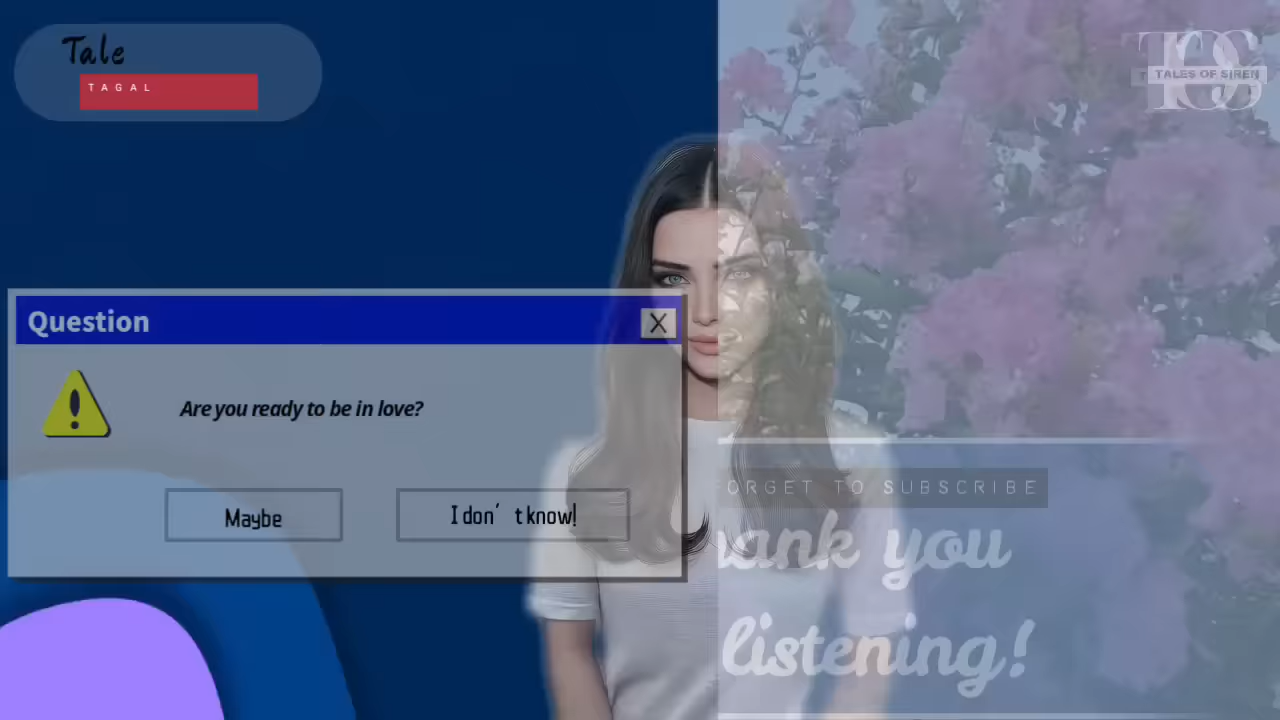 Tale
TAGAL
TOS
TALES OF SIREN
Question
X
Are you ready to be in love?
Maybe
I don't know!
ORGET TO SUBSCRIBE
ank you
listening!